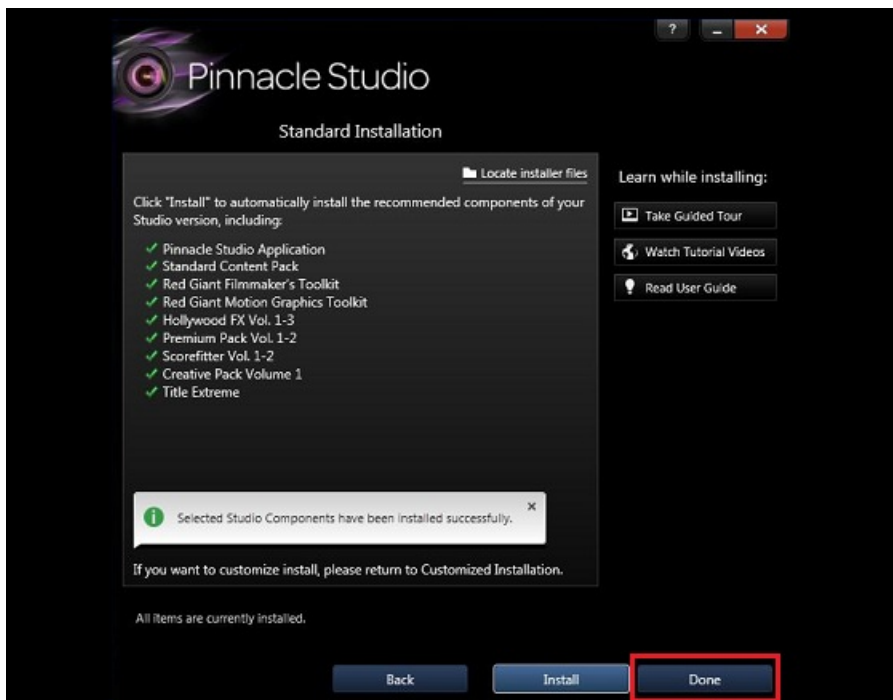 ?
Pinnacle Studio
Standard Installation
Locate installer files
Click "Install" to automatically install the recommended components of your
Studio version, including:
Pinnacle Studio Application
Standard Content Pack
Red Giant Filmmaker's Toolkit
Red Giant Motion Graphics Toolkit
Hollywood FX Vol. 1-3
Premium Pack Vol. 1-2
Scorefitter Vol. 1-2
Creative Pack Volume 1
Title Extreme
Selected Studio Components have been installed successfully.
If you want to customize install, please return to Customized Installation.
Learn while installing:
Take Guided Tour
Watch Tutorial Videos
Read User Guide
All items are currently installed.
Back
Install
Done